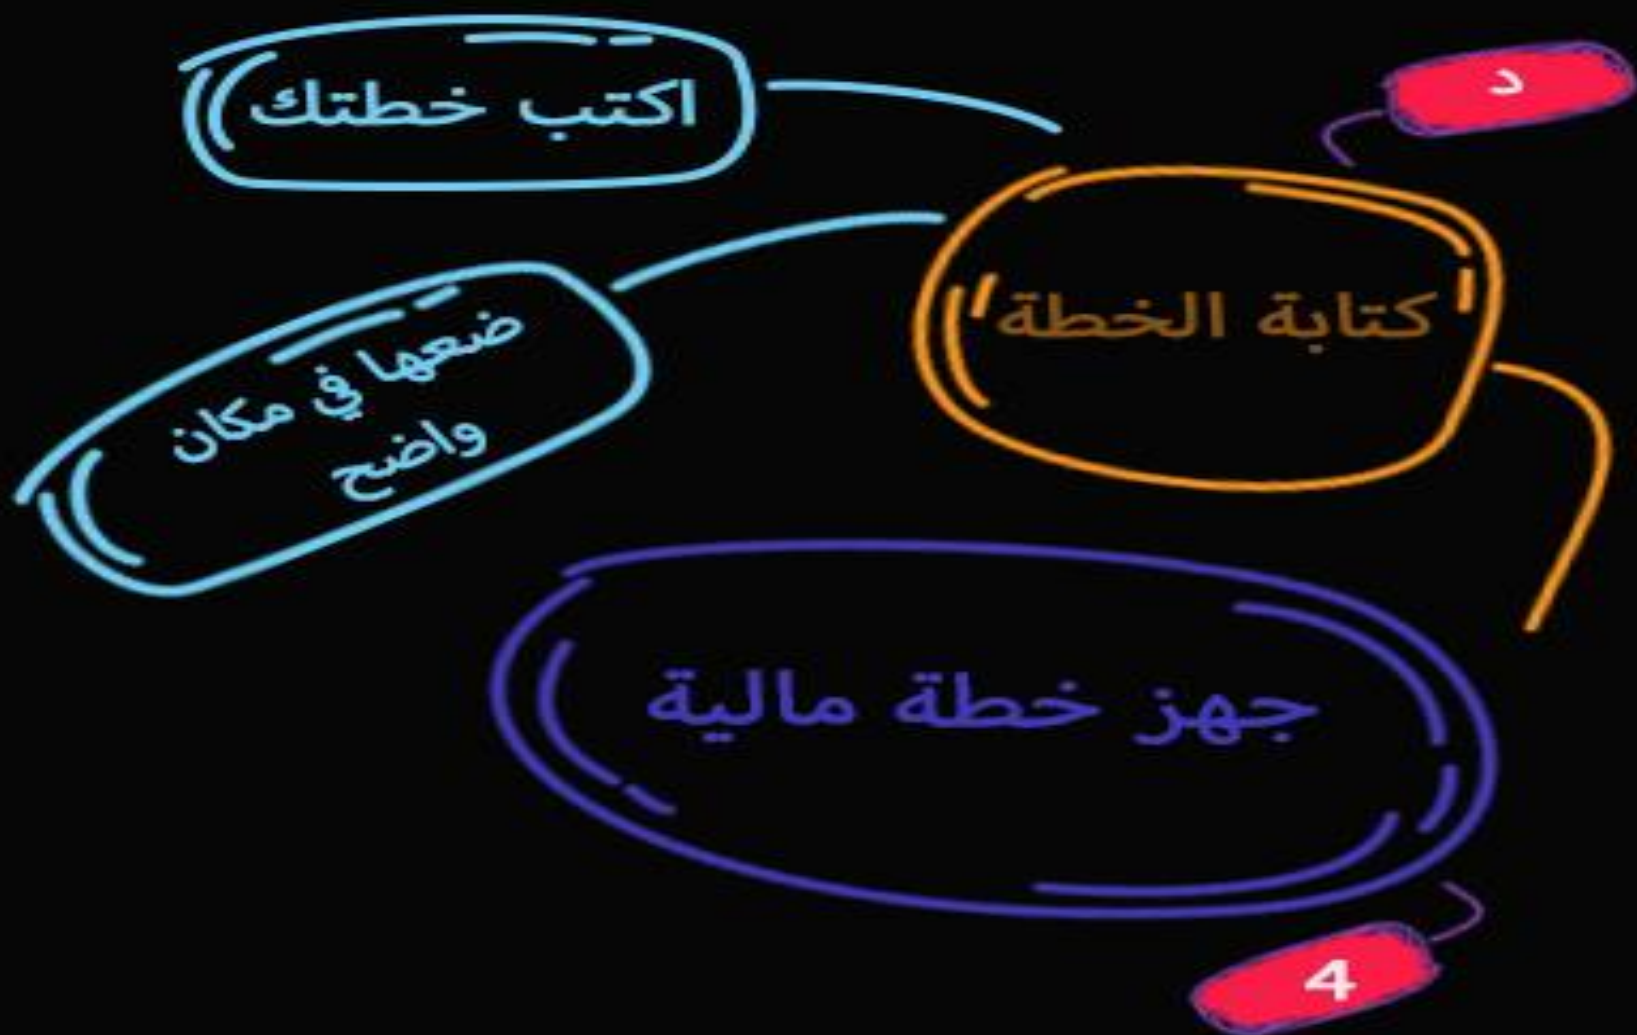 د
اكتب خطتك
كتابة الخطة
ضعها في مكان
واضح
جهز خطة مالية
4